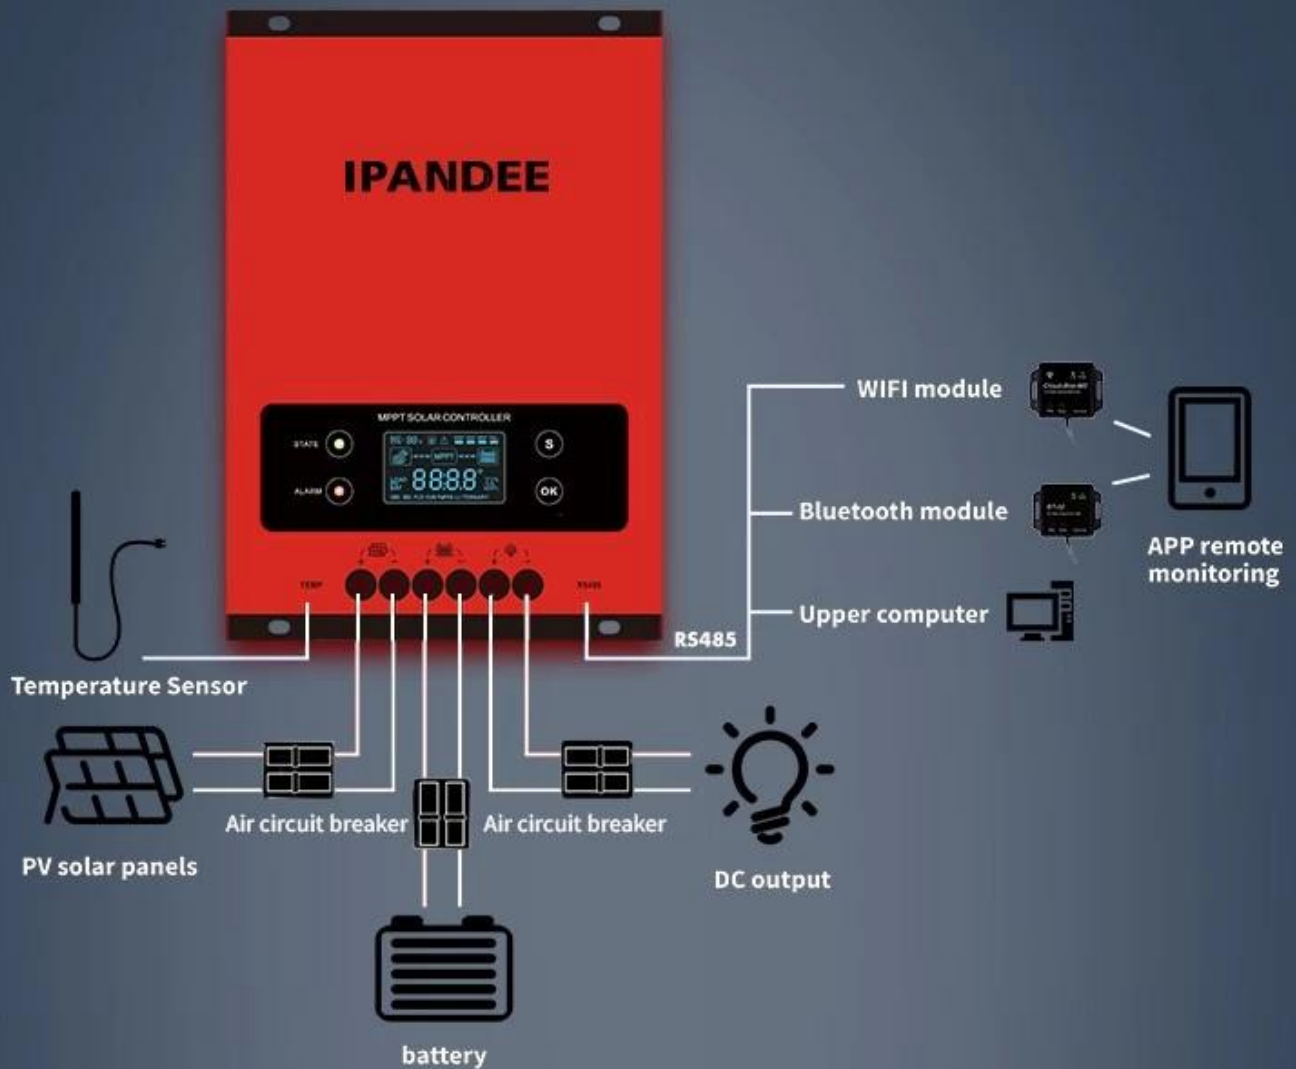 IPANDEE
MPPT SOLAR CONTROLLER
STATE
S
MPPT
88:8.8
ALARM
OK
TEMP
RS485
RS485
WIFI module
Bluetooth module
APP remote
monitoring
Upper computer
Temperature Sensor
Air circuit breaker
Air circuit breaker
PV solar panels
DC output
battery